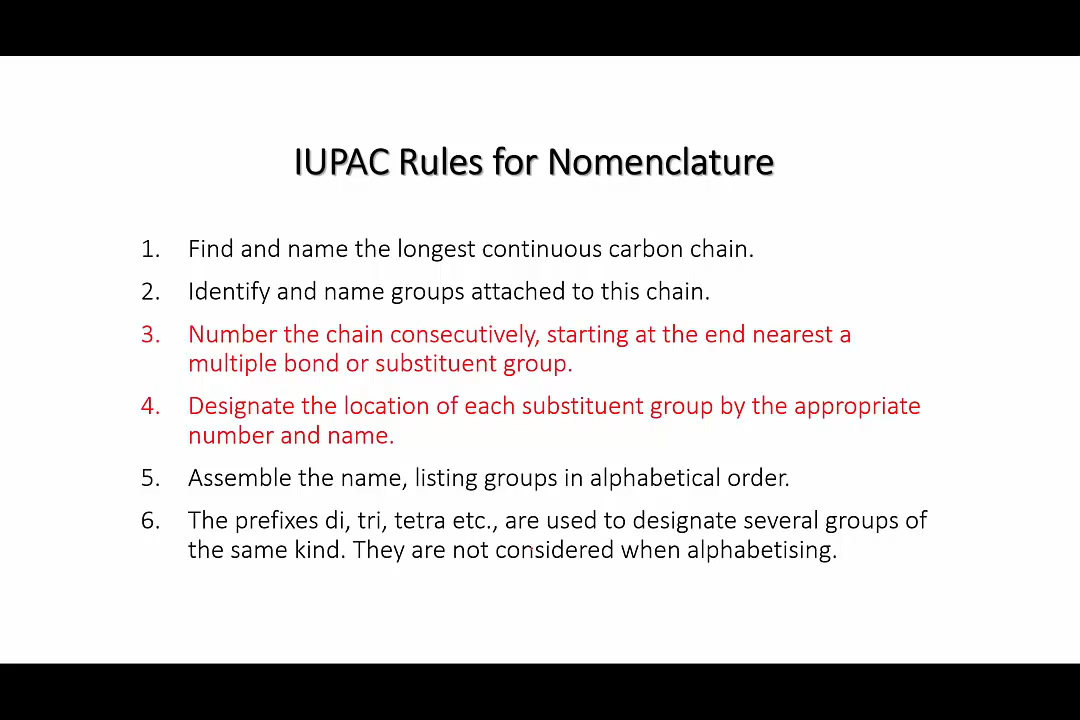 IUPAC Rules for Nomenclature
1. Find and name the longest continuous carbon chain.
2. Identify and name groups attached to this chain.
3. Number the chain consecutively, starting at the end nearest a
multiple bond or substituent group.
4. Designate the location of each substituent group by the appropriate
number and name.
5. Assemble the name, listing groups in alphabetical order.
6. The prefixes di, tri, tetra etc., are used to designate several groups of
the same kind. They are not considered when alphabetising.